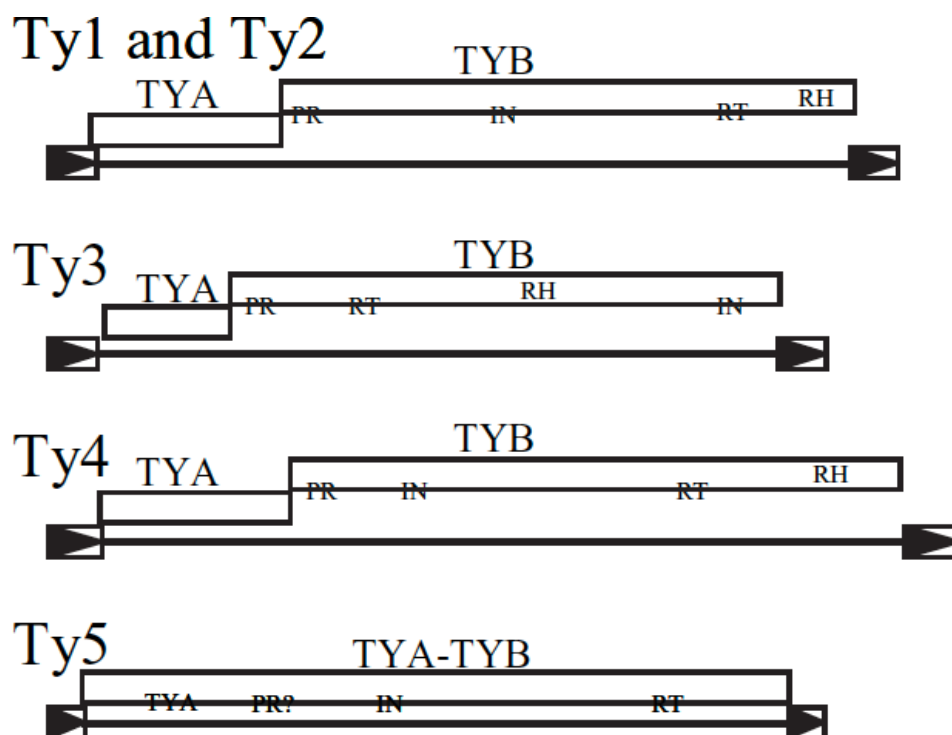 Ty1 and Ty2
TYB
TYA
PR IN RT RH
Ty3
TYB
TYA
PR RT RH IN
Ty4
TYB
TYA
PR IN RT RH
Ty5
TYA-TYB
TYA PR? IN RT